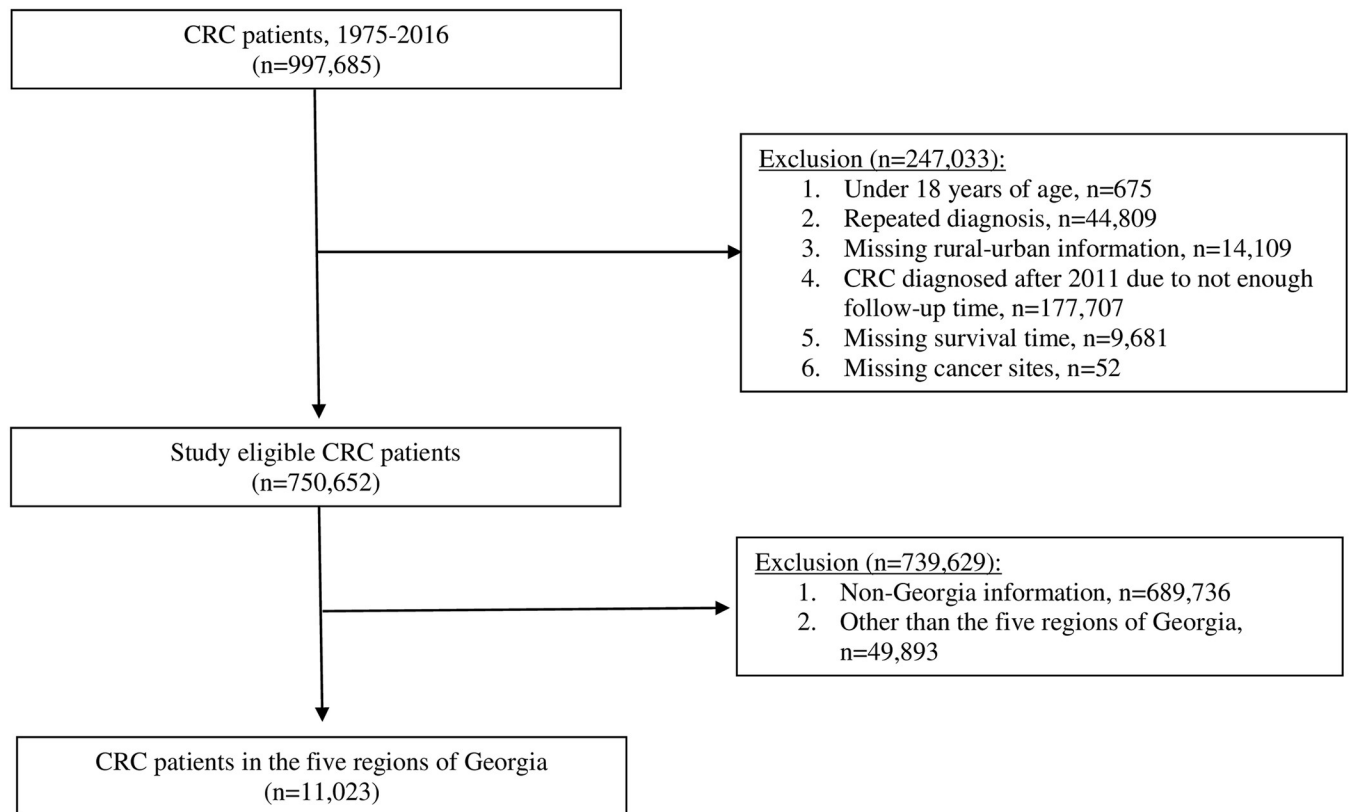 CRC patients, 1975-2016
(n=997,685)
Exclusion (n=247,033):
1. Under 18 years of age, n=675
2. Repeated diagnosis, n=44,809
3. Missing rural-urban information, n=14,109
4. CRC diagnosed after 2011 due to not enough
follow-up time, n=177,707
5. Missing survival time, n=9,681
6. Missing cancer sites, n=52
Study eligible CRC patients
(n=750,652)
Exclusion (n=739,629):
1. Non-Georgia information, n=689,736
2. Other than the five regions of Georgia,
n=49,893
CRC patients in the five regions of Georgia
(n=11,023)